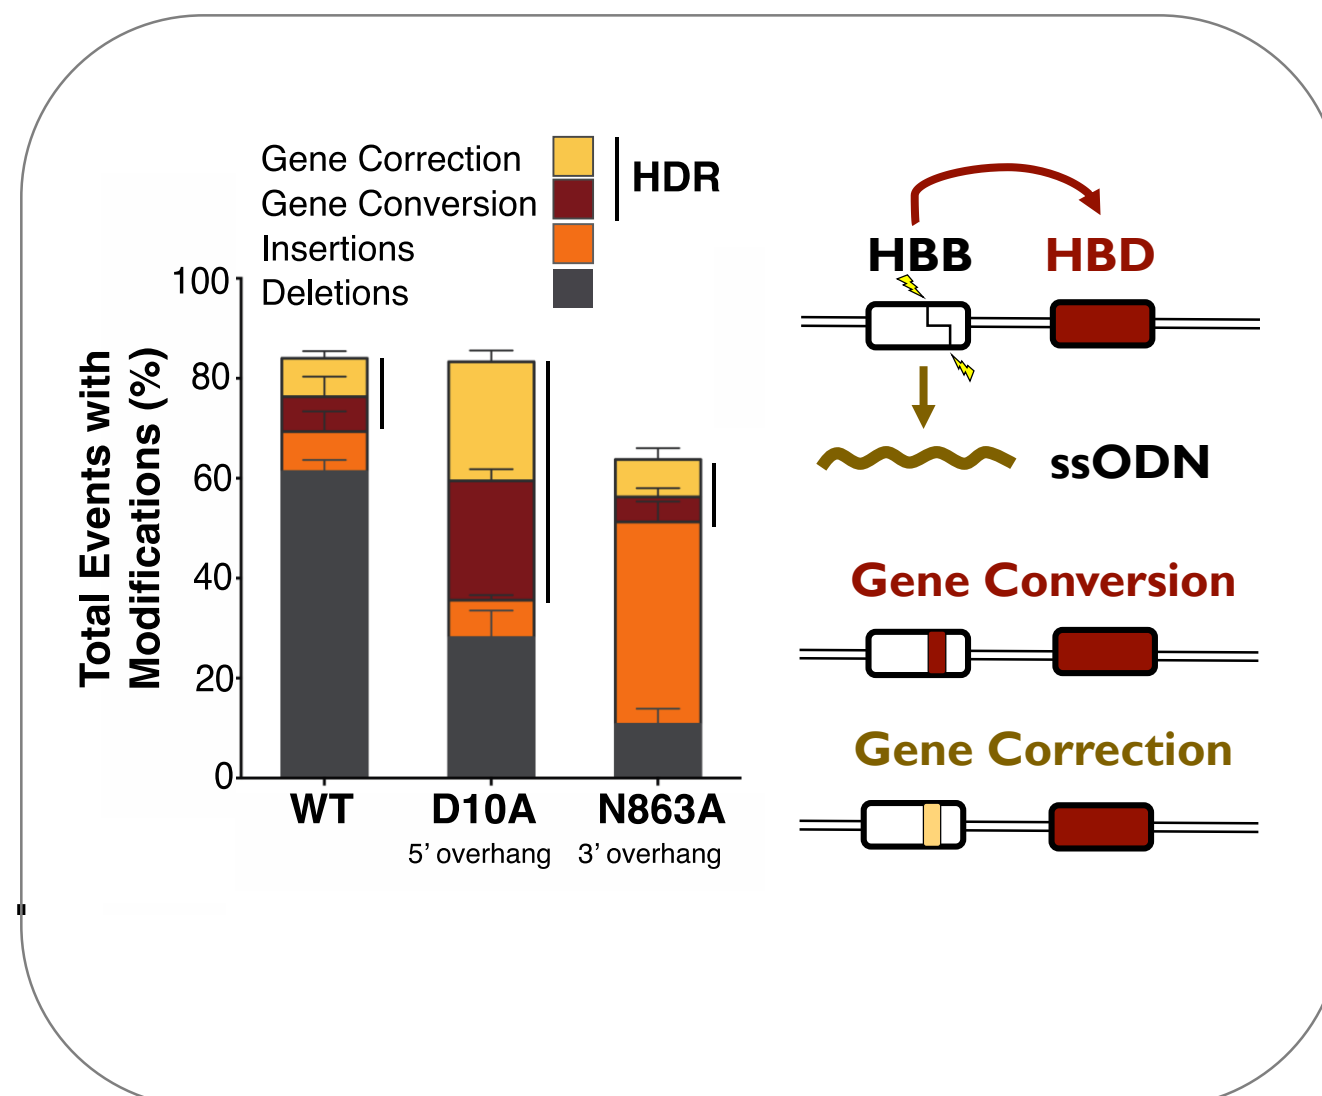 Gene Correction
Gene Conversion
HDR
Insertions
Deletions
Total Events with
Modifications (%)
100
80
60
40
20
0
WT
D10A
N863A
5’ overhang
3’ overhang
HBB
HBD
ssODN
Gene Conversion
Gene Correction